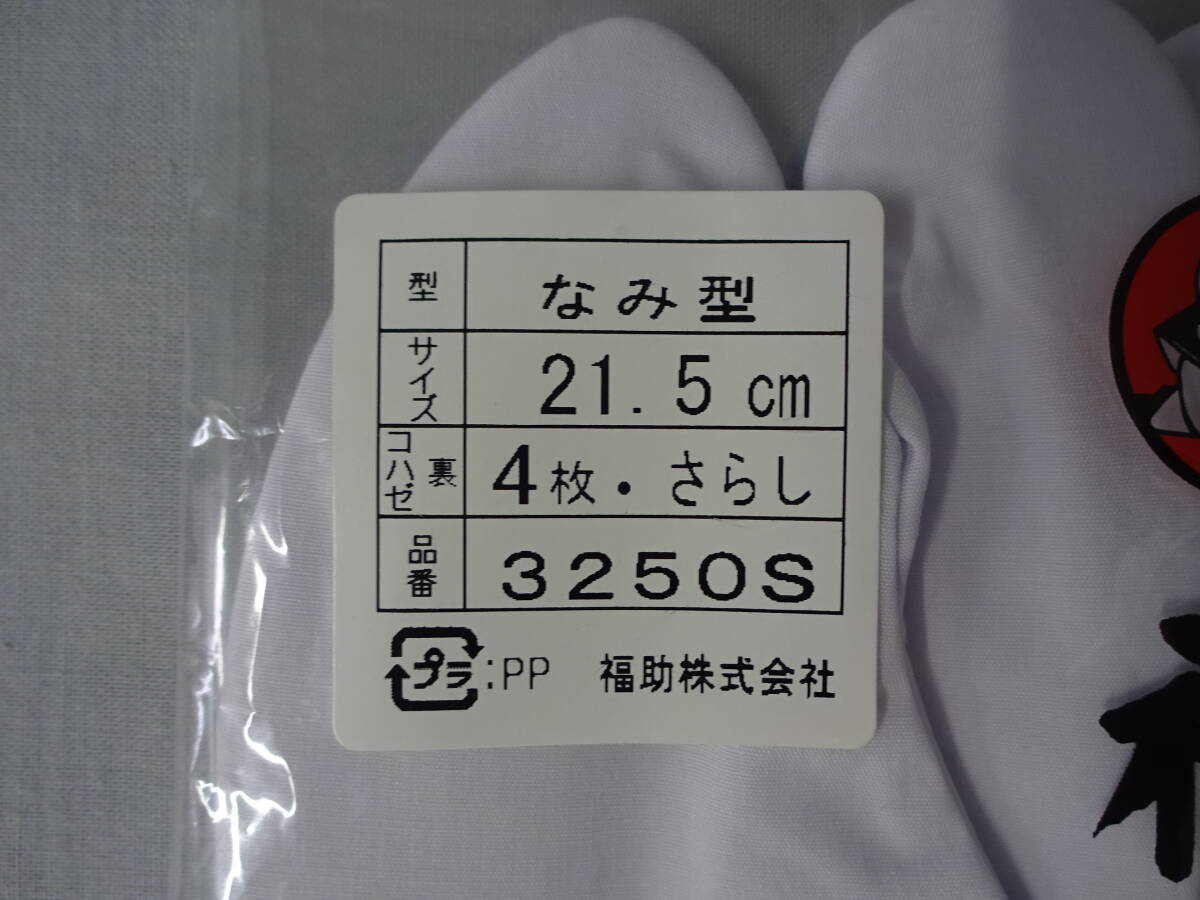 型 なみ型
サイズ 21.5 cm
コハゼ 裏 4枚・さらし
品番 3250S
プラ :PP 福助株式会社